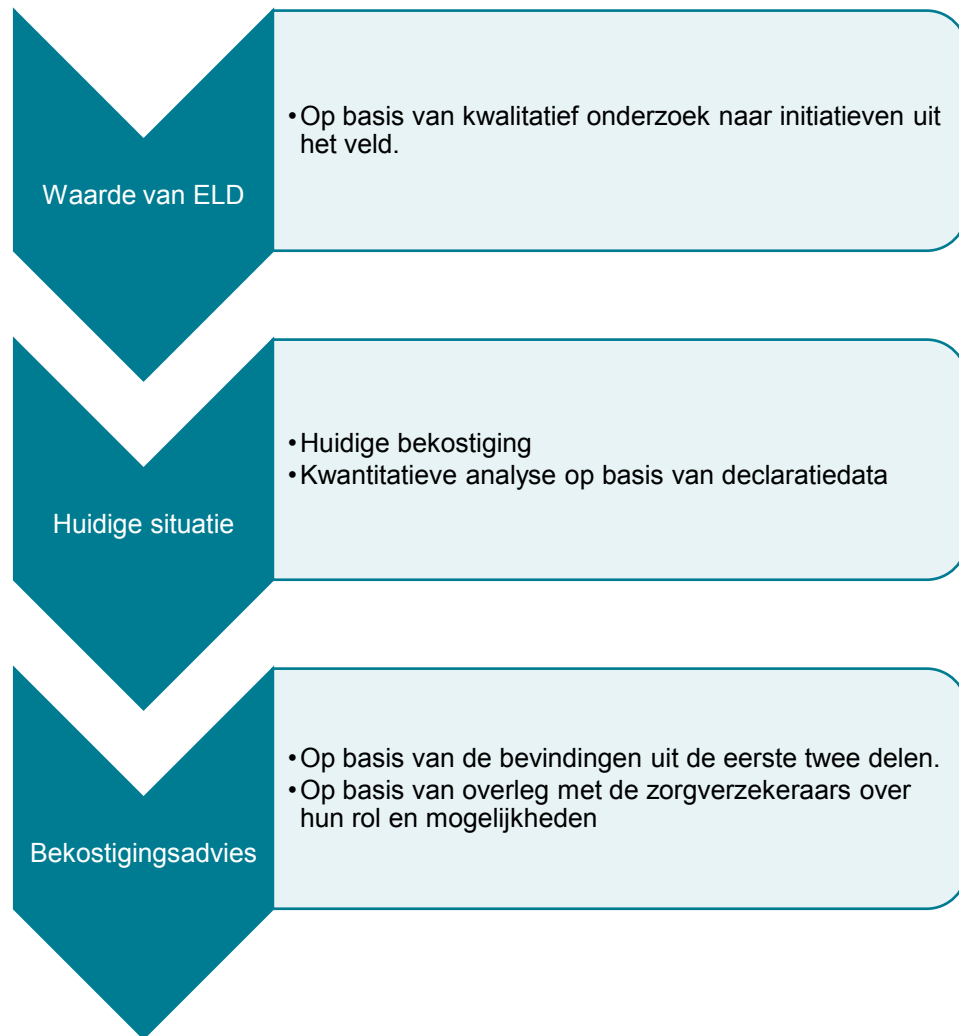 Waarde van ELD
•Op basis van kwalitatief onderzoek naar initiatieven uit
het veld.
Huidige situatie
•Huidige bekostiging
•Kwantitatieve analyse op basis van declaratiedata
Bekostigingsadvies
•Op basis van de bevindingen uit de eerste twee delen.
•Op basis van overleg met de zorgverzekeraars over
hun rol en mogelijkheden